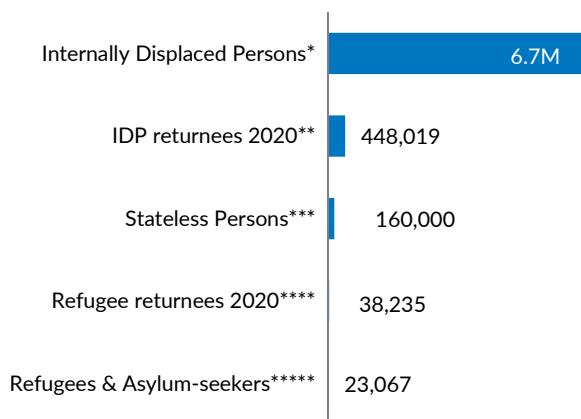 Internally Displaced Persons* 6.7M
IDP returnees 2020** 448,019
Stateless Persons*** 160,000
Refugee returnees 2020**** 38,235
Refugees & Asylum-seekers***** 23,067